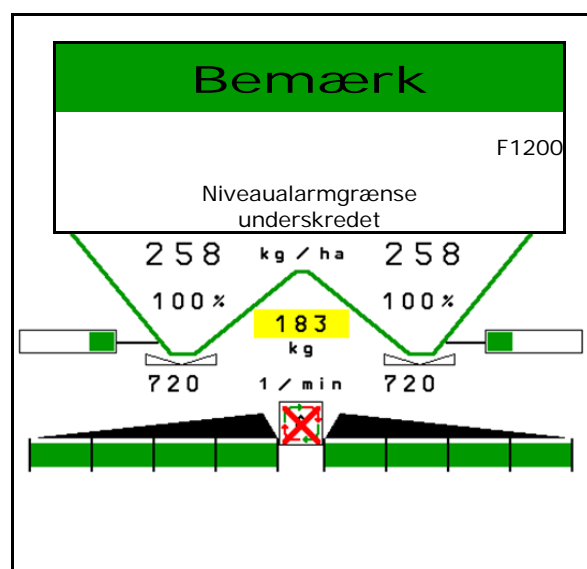 Bemærk
F1200
Niveaualarmgrænse
underskredet
258 kg/ha 258
100% 100%
183
kg
720 1/min 720